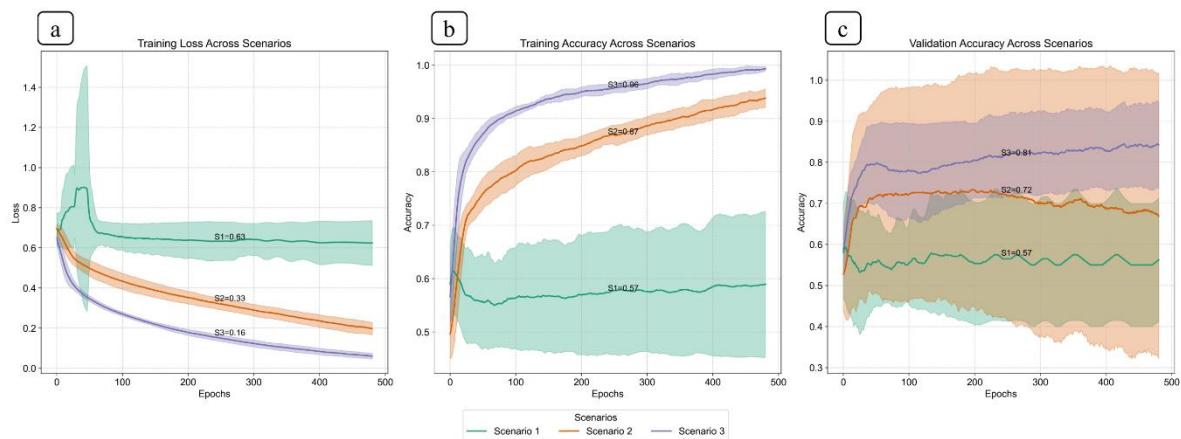 a
Training Loss Across Scenarios
1.4
1.2
1.0
0.8
0.6
0.4
0.2
0.0
Loss
S1=0.63
S2=0.33
S3=0.16
0 100 200 300 400 500
Epochs
b
Training Accuracy Across Scenarios
1.0
0.9
0.8
0.7
0.6
0.5
Accuracy
S3=0.96
S2=0.87
S1=0.57
0 100 200 300 400 500
Epochs
c
Validation Accuracy Across Scenarios
1.0
0.9
0.8
0.7
0.6
0.5
0.4
0.3
Accuracy
S3=0.81
S2=0.72
S1=0.57
0 100 200 300 400 500
Epochs
Scenarios
Scenario 1 Scenario 2 Scenario 3